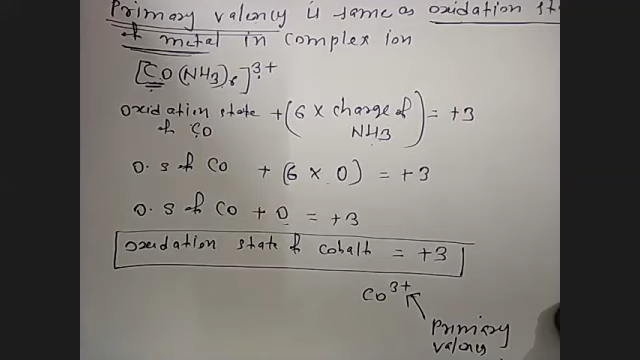 Primary valency is same as oxidation st
of metal in complex ion
[CO(NH3)6]3+
oxidation state of CO + (6 x charge of NH3) = +3
O.S of CO + (6 x 0) = +3
O.S of CO + 0 = +3
oxidation state of cobalt = +3
Co3+
Primary
valency